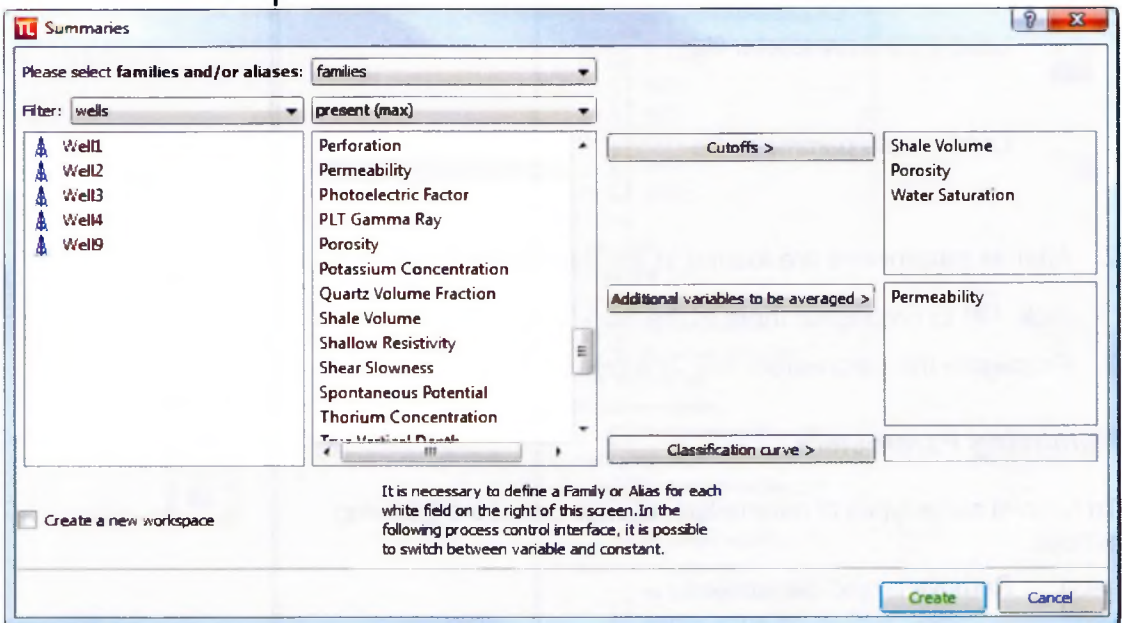 TL Summaries
Please select families and/or aliases: families
Filter: wells present (max)
Well1
Well2
Well3
Well4
Well9
Perforation
Permeability
Photoelectric Factor
PLT Gamma Ray
Porosity
Potassium Concentration
Quartz Volume Fraction
Shale Volume
Shallow Resistivity
Shear Slowness
Spontaneous Potential
Thorium Concentration
True Vertical Depth
Cutoffs >
Shale Volume
Porosity
Water Saturation
Additional variables to be averaged >
Permeability
Classification curve >
Create a new workspace
It is necessary to define a Family or Alias for each
white field on the right of this screen.In the
following process control interface, it is possible
to switch between variable and constant.
Create Cancel